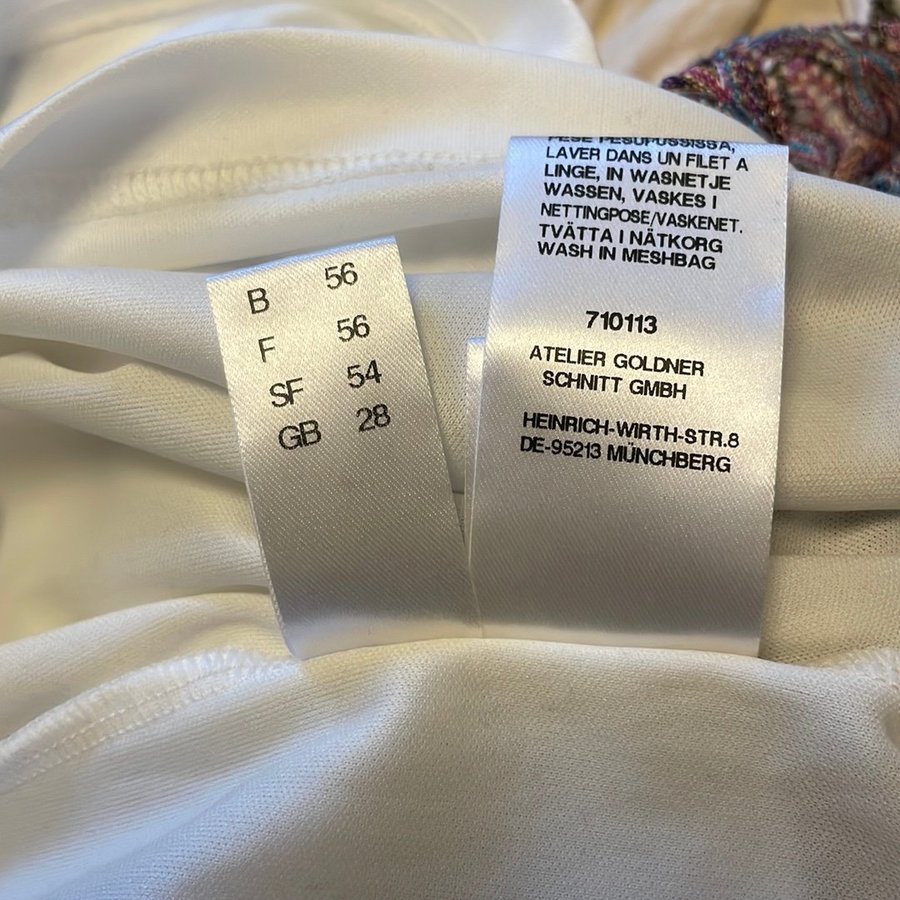 B 56
F 56
SF 54
GB 28
PESE PESUPUSSISSA,
LAVER DANS UN FILET A
LINGE, IN WASNETJE
WASSEN, VASKES I
NETTINGPOSE/VASKENET.
TVÄTTA I NÄTKORG
WASH IN MESHBAG
710113
ATELIER GOLDNER
SCHNITT GMBH
HEINRICH-WIRTH-STR.8
DE-95213 MÜNCHBERG